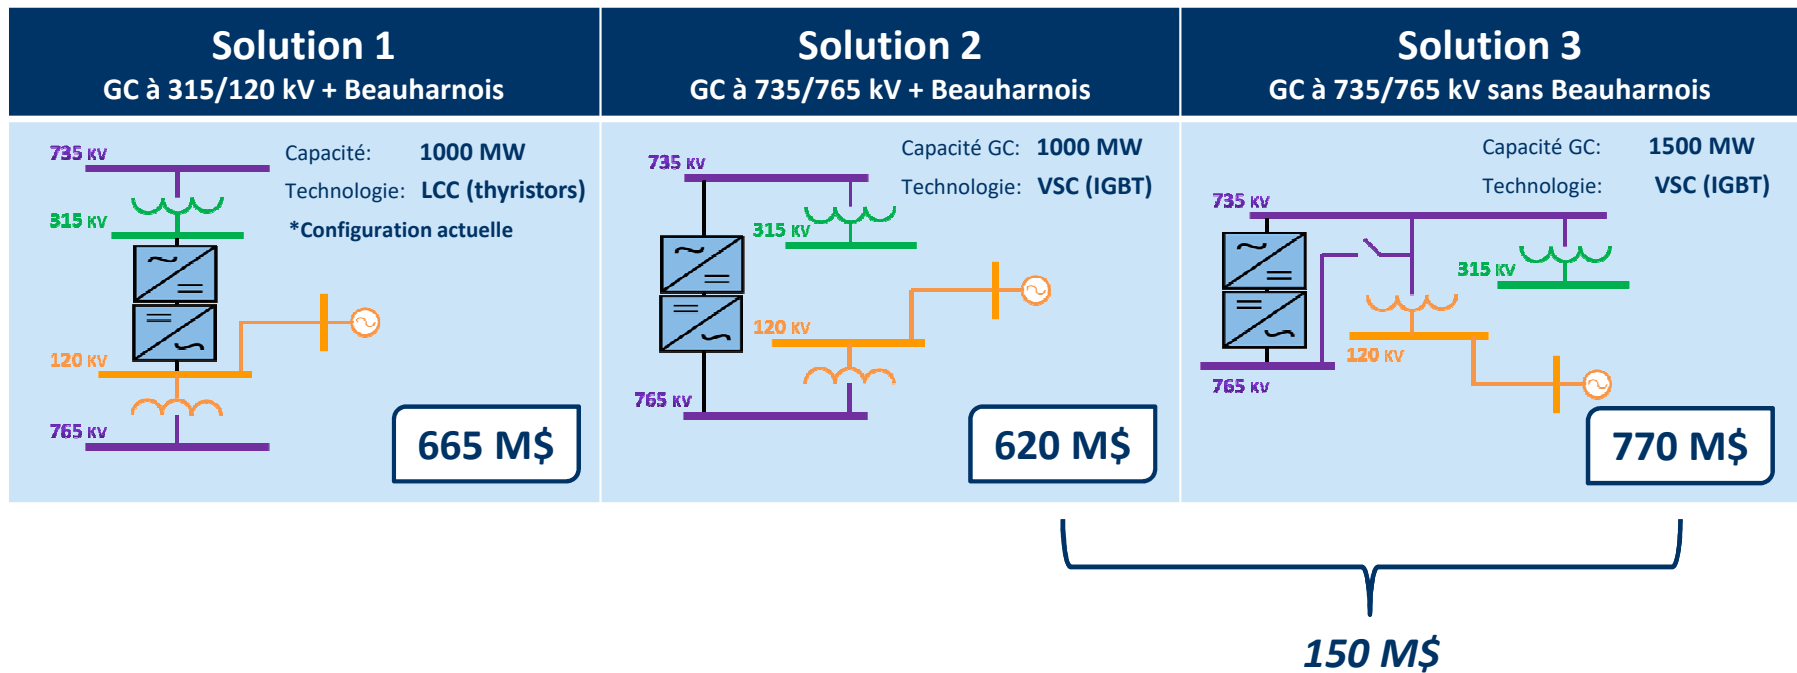 Solution 1
GC à 315/120 kV + Beauharnois
Solution 2
GC à 735/765 kV + Beauharnois
Solution 3
GC à 735/765 kV sans Beauharnois
735 KV
Capacité: 1000 MW
Technologie: LCC (thyristors)
*Configuration actuelle
315 KV
120 KV
765 KV
665 M$
735 KV
Capacité GC: 1000 MW
Technologie: VSC (IGBT)
315 KV
120 KV
765 KV
620 M$
Capacité GC: 1500 MW
Technologie: VSC (IGBT)
735 KV
315 KV
120 KV
765 KV
770 M$
150 M$